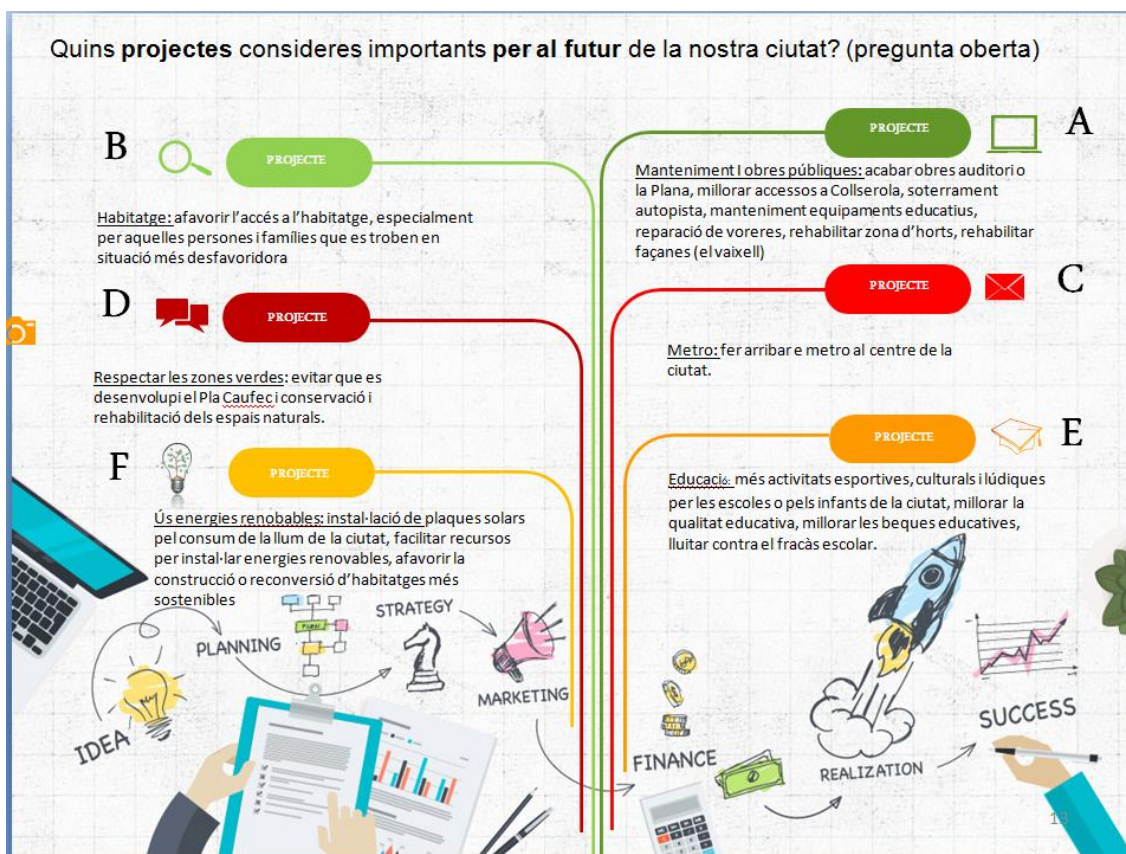 Quins projectes consideres importants per al futur de la nostra ciutat? (pregunta oberta)
A
PROJECTE
Manteniment I obres públiques: acabar obres auditori o
la Plana, millorar accessos a Collserola, soterrament
autopista, manteniment equipaments educatius,
reparació de voreres, rehabilitar zona d'horts, rehabilitar
façanes (el vaixell)
B
PROJECTE
Habitatge: afavorir l'accés a l'habitatge, especialment
per aquelles persones i famílies que es troben en
situació més desfavoridora
C
PROJECTE
Metro: fer arribar e metro al centre de la
ciutat.
D
PROJECTE
Respectar les zones verdes: evitar que es
desenvolupi el Pla Caufec i conservació i
rehabilitació dels espais naturals.
E
PROJECTE
Educació: més activitats esportives, culturals i lúdiques
per les escoles o pels infants de la ciutat, millorar la
qualitat educativa, millorar les beques educatives,
lluitar contra el fracàs escolar.
F
PROJECTE
Ús energies renobables: instal·lació de plaques solars
pel consum de la llum de la ciutat, facilitar recursos
per instal·lar energies renovables, afavorir la
construcció o reconversió d'habitatges més
sostenibles
IDEA
PLANNING
PLAN
STRATEGY
MARKETING
FINANCE
REALIZATION
SUCCESS
13